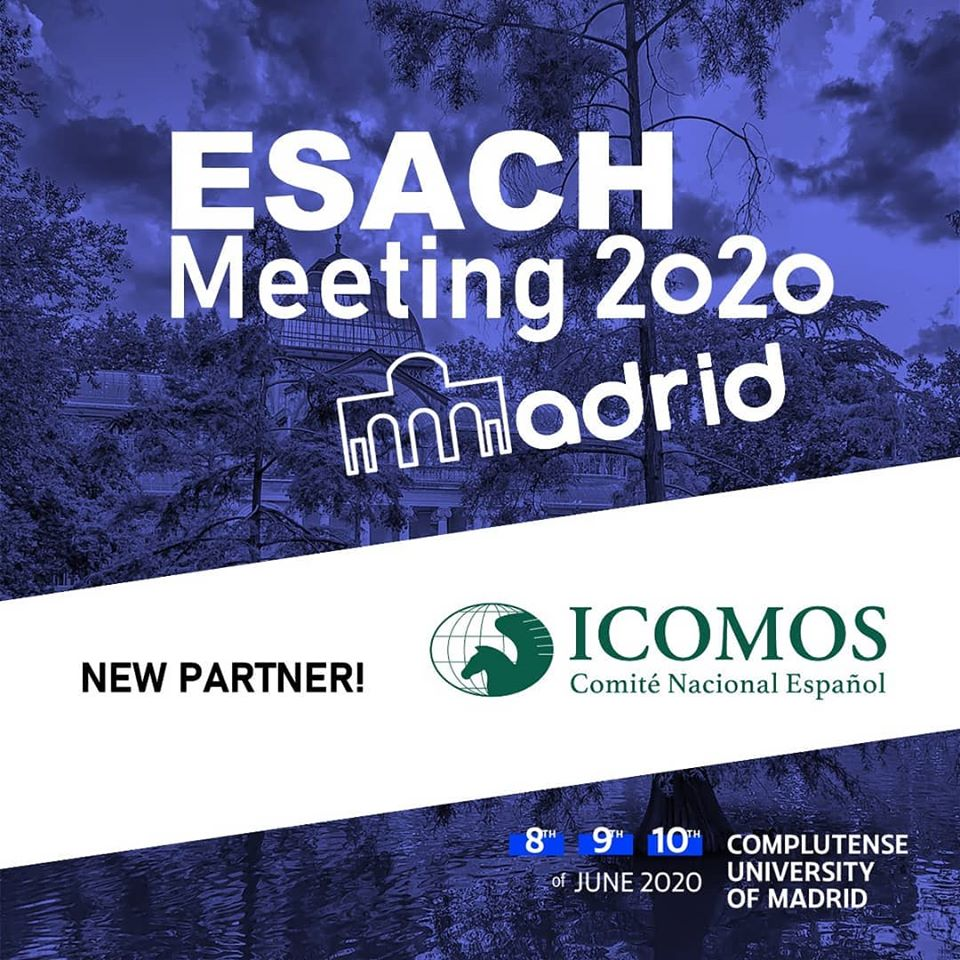 ESACH
Meeting 2020
Madrid
NEW PARTNER!
ICOMOS
Comité Nacional Español
8TH 9TH 10TH
of JUNE 2020
COMPLUTENSE
UNIVERSITY
OF MADRID